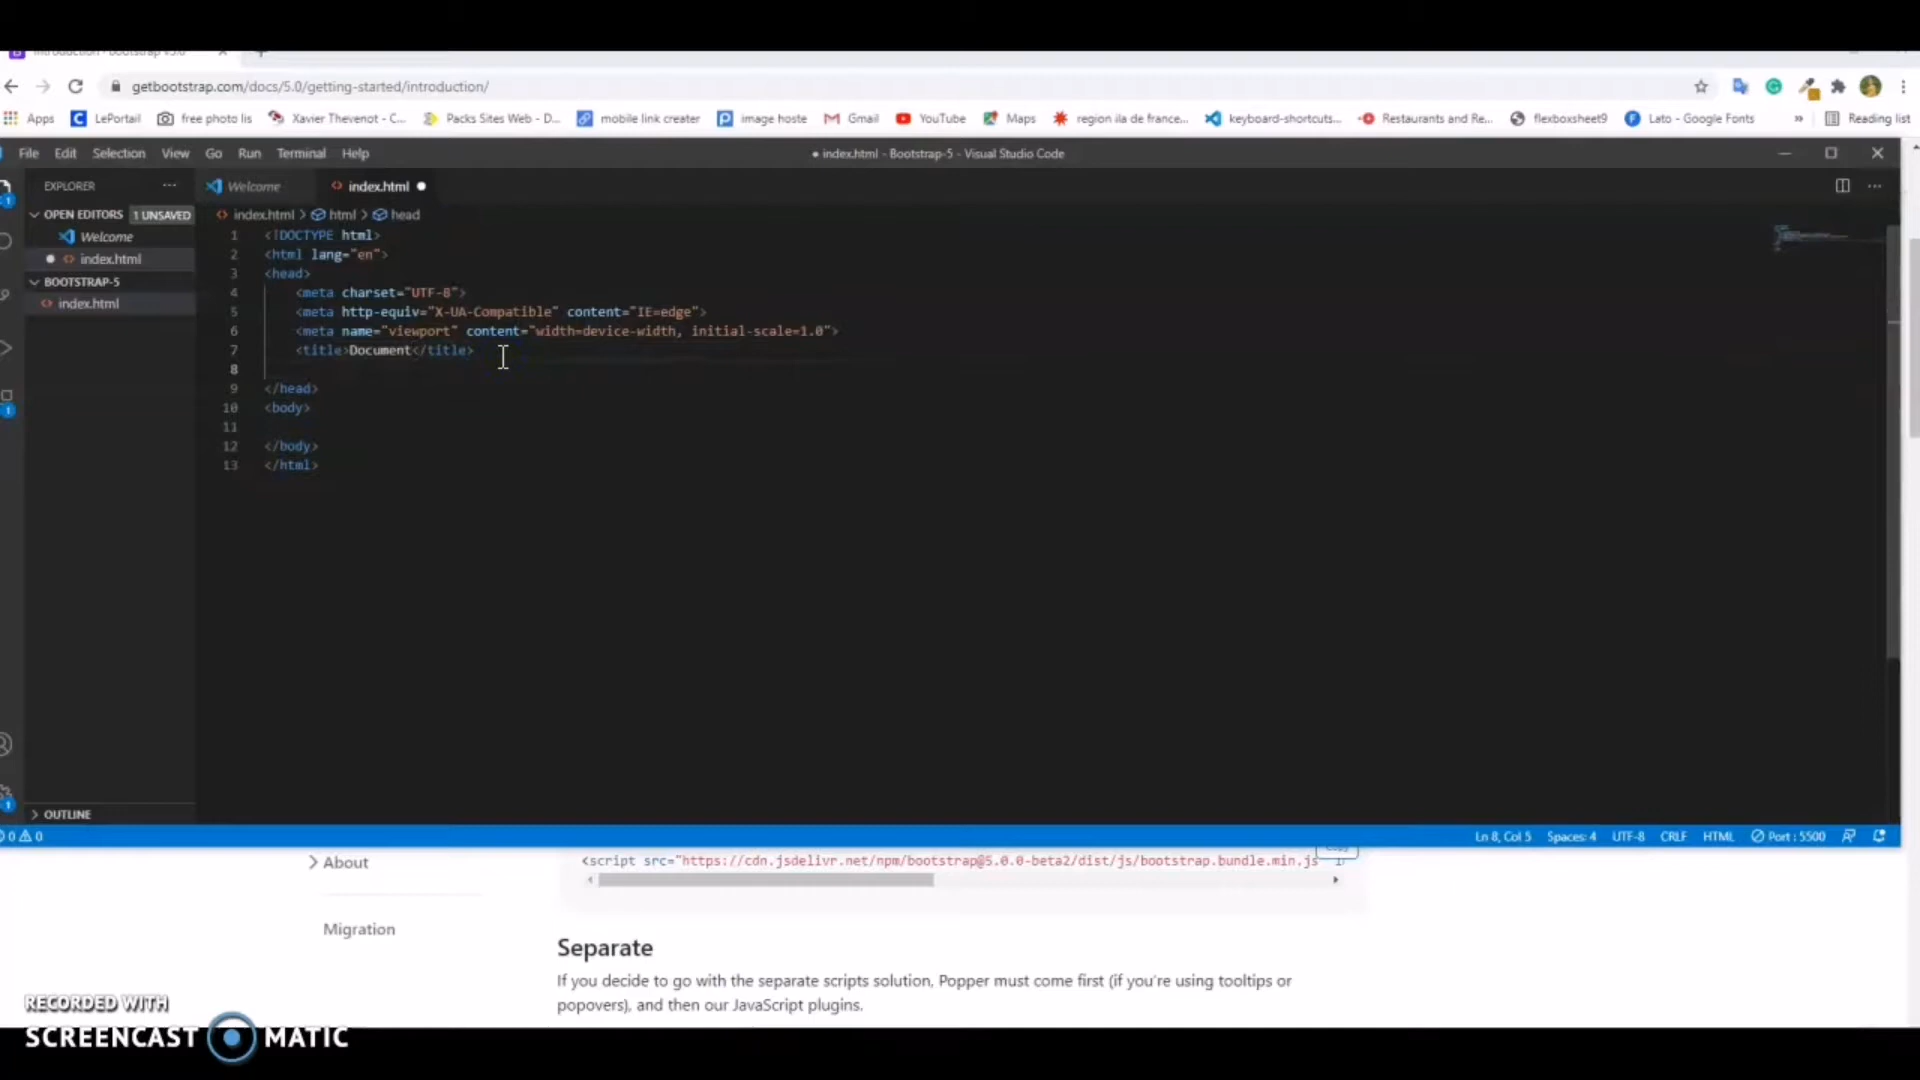 getbootstrap.com/docs/5.0/getting-started/introduction/
Apps LePortail free photo lis Xavier Thevenot - C... Packs Sites Web - D... mobile link creater image hoste Gmail YouTube Maps region ila de france... keyboard-shortcuts... Restaurants and Re... flexboxsheet9 Lato - Google Fonts » Reading list
File Edit Selection View Go Run Terminal Help ● index.html - Bootstrap-5 - Visual Studio Code
EXPLORER ··· Welcome index.html ●
OPEN EDITORS 1 UNSAVED
index.html > html > head
Welcome
index.html
BOOTSTRAP-5
index.html
1 <!DOCTYPE html>
2 <html lang="en">
3 <head>
4 <meta charset="UTF-8">
5 <meta http-equiv="X-UA-Compatible" content="IE=edge">
6 <meta name="viewport" content="width=device-width, initial-scale=1.0">
7 <title>Document</title>
8
9 </head>
10 <body>
11
12 </body>
13 </html>
OUTLINE
0 0 Ln 8, Col 5 Spaces: 4 UTF-8 CRLF HTML Port : 5500
About
<script src="https://cdn.jsdelivr.net/npm/bootstrap@5.0.0-beta2/dist/js/bootstrap.bundle.min.js
Migration
Separate
If you decide to go with the separate scripts solution, Popper must come first (if you're using tooltips or
popovers), and then our JavaScript plugins.
RECORDED WITH
SCREENCAST MATIC